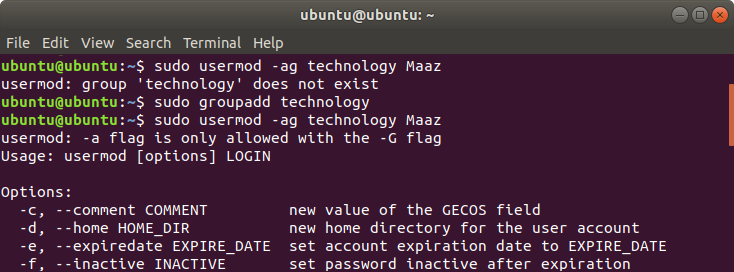 ubuntu@ubuntu: ~
File Edit View Search Terminal Help
ubuntu@ubuntu:~$ sudo usermod -ag technology Maaz
usermod: group 'technology' does not exist
ubuntu@ubuntu:~$ sudo groupadd technology
ubuntu@ubuntu:~$ sudo usermod -ag technology Maaz
usermod: -a flag is only allowed with the -G flag
Usage: usermod [options] LOGIN
Options:
-c, --comment COMMENT new value of the GECOS field
-d, --home HOME_DIR new home directory for the user account
-e, --expiredate EXPIRE_DATE set account expiration date to EXPIRE_DATE
-f, --inactive INACTIVE set password inactive after expiration